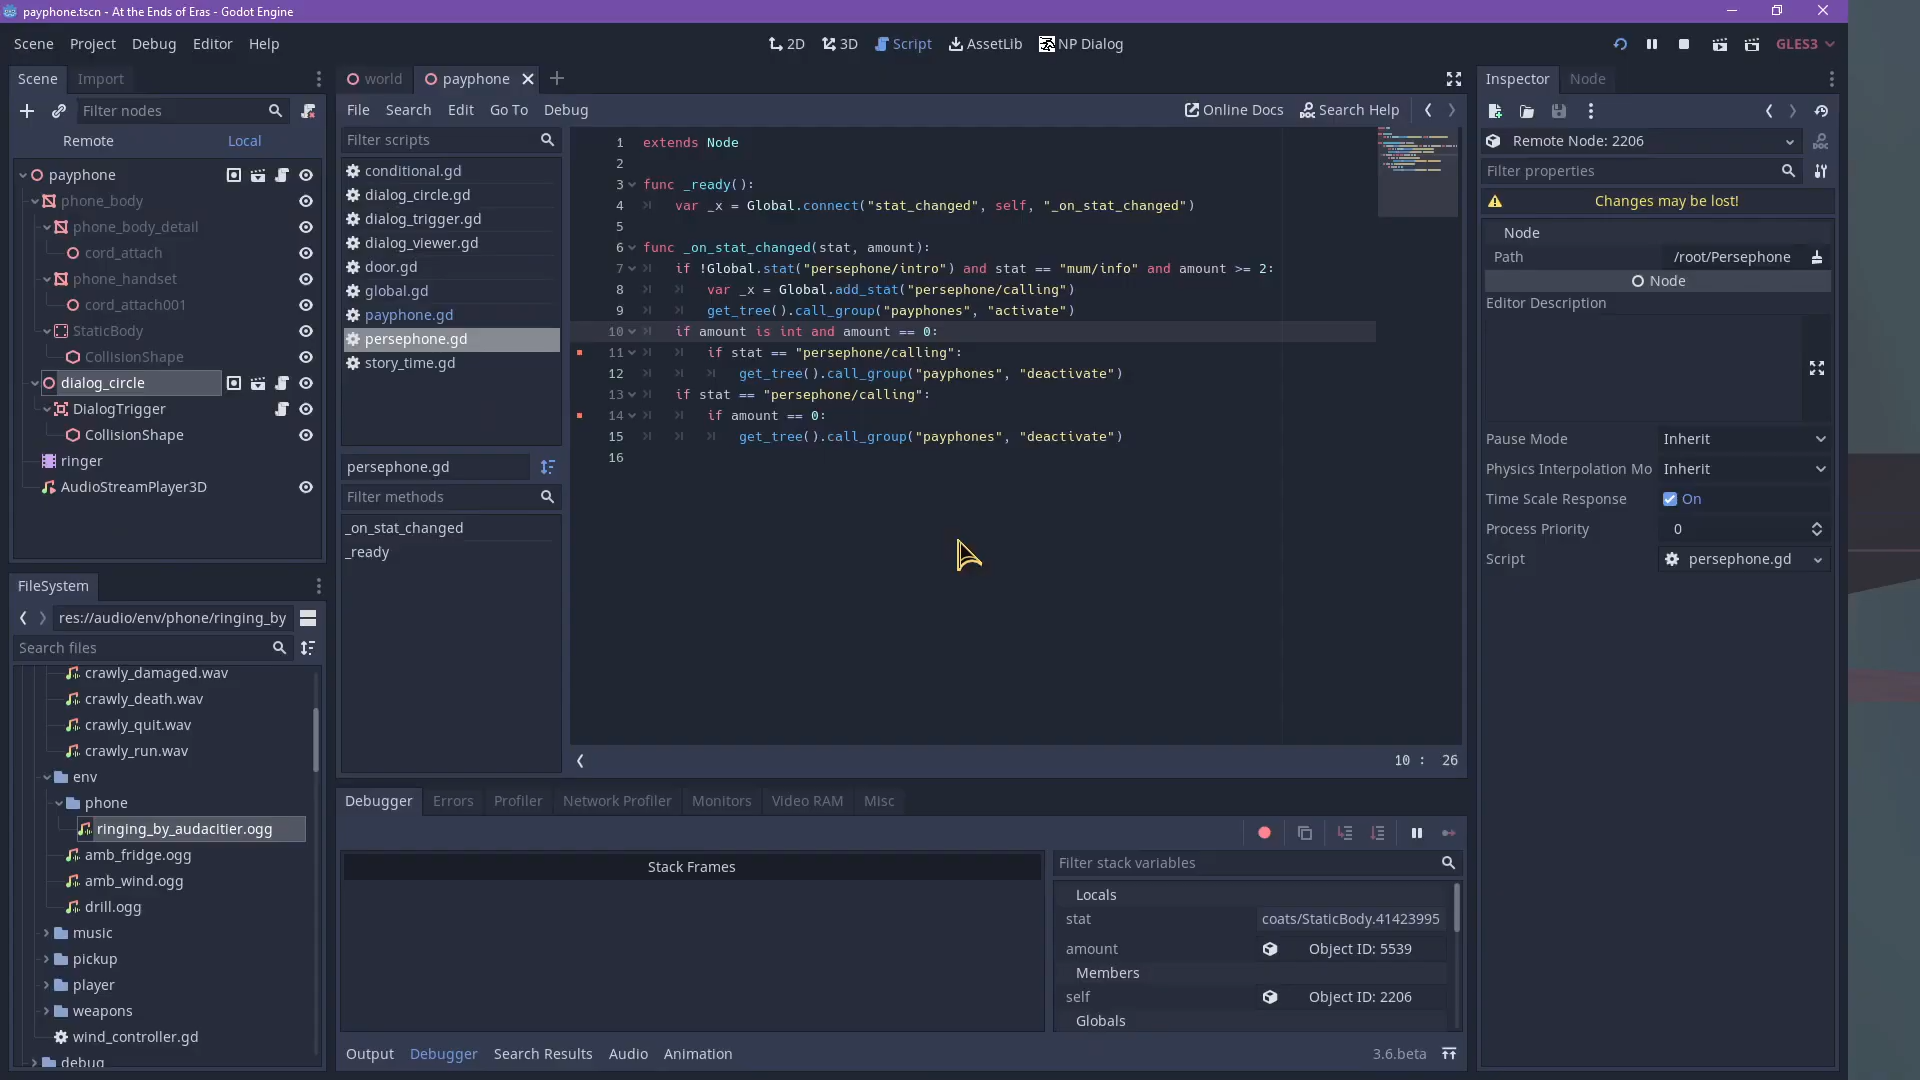 payphone.tscn - At the Ends of Eras - Godot Engine
Scene Project Debug Editor Help
2D 3D Script AssetLib NP Dialog
GLES3
Scene Import
Filter nodes
Remote Local
payphone
phone_body
phone_body_detail
cord_attach
phone_handset
cord_attach001
StaticBody
CollisionShape
dialog_circle
DialogTrigger
CollisionShape
ringer
AudioStreamPlayer3D
FileSystem
res://audio/env/phone/ringing_by
Search files
crawly_damaged.wav
crawly_death.wav
crawly_quit.wav
crawly_run.wav
env
phone
ringing_by_audacitier.ogg
amb_fridge.ogg
amb_wind.ogg
drill.ogg
music
pickup
player
weapons
wind_controller.gd
debug
world payphone
File Search Edit Go To Debug
Online Docs Search Help
Filter scripts
conditional.gd
dialog_circle.gd
dialog_trigger.gd
dialog_viewer.gd
door.gd
global.gd
payphone.gd
persephone.gd
story_time.gd
persephone.gd
Filter methods
_on_stat_changed
_ready
1 extends Node
2
3 func _ready():
4 var _x = Global.connect("stat_changed", self, "_on_stat_changed")
5
6 func _on_stat_changed(stat, amount):
7 if !Global.stat("persephone/intro") and stat == "mum/info" and amount >= 2:
8 var _x = Global.add_stat("persephone/calling")
9 get_tree().call_group("payphones", "activate")
10 if amount is int and amount == 0:
11 if stat == "persephone/calling":
12 get_tree().call_group("payphones", "deactivate")
13 if stat == "persephone/calling":
14 if amount == 0:
15 get_tree().call_group("payphones", "deactivate")
16
10 : 26
Debugger Errors Profiler Network Profiler Monitors Video RAM Misc
Stack Frames
Filter stack variables
Locals
stat coats/StaticBody.41423995
amount Object ID: 5539
Members
self Object ID: 2206
Globals
Output Debugger Search Results Audio Animation
3.6.beta
Inspector Node
Remote Node: 2206
Filter properties
Changes may be lost!
Node
Path /root/Persephone
Node
Editor Description
Pause Mode Inherit
Physics Interpolation Mo Inherit
Time Scale Response On
Process Priority 0
Script persephone.gd